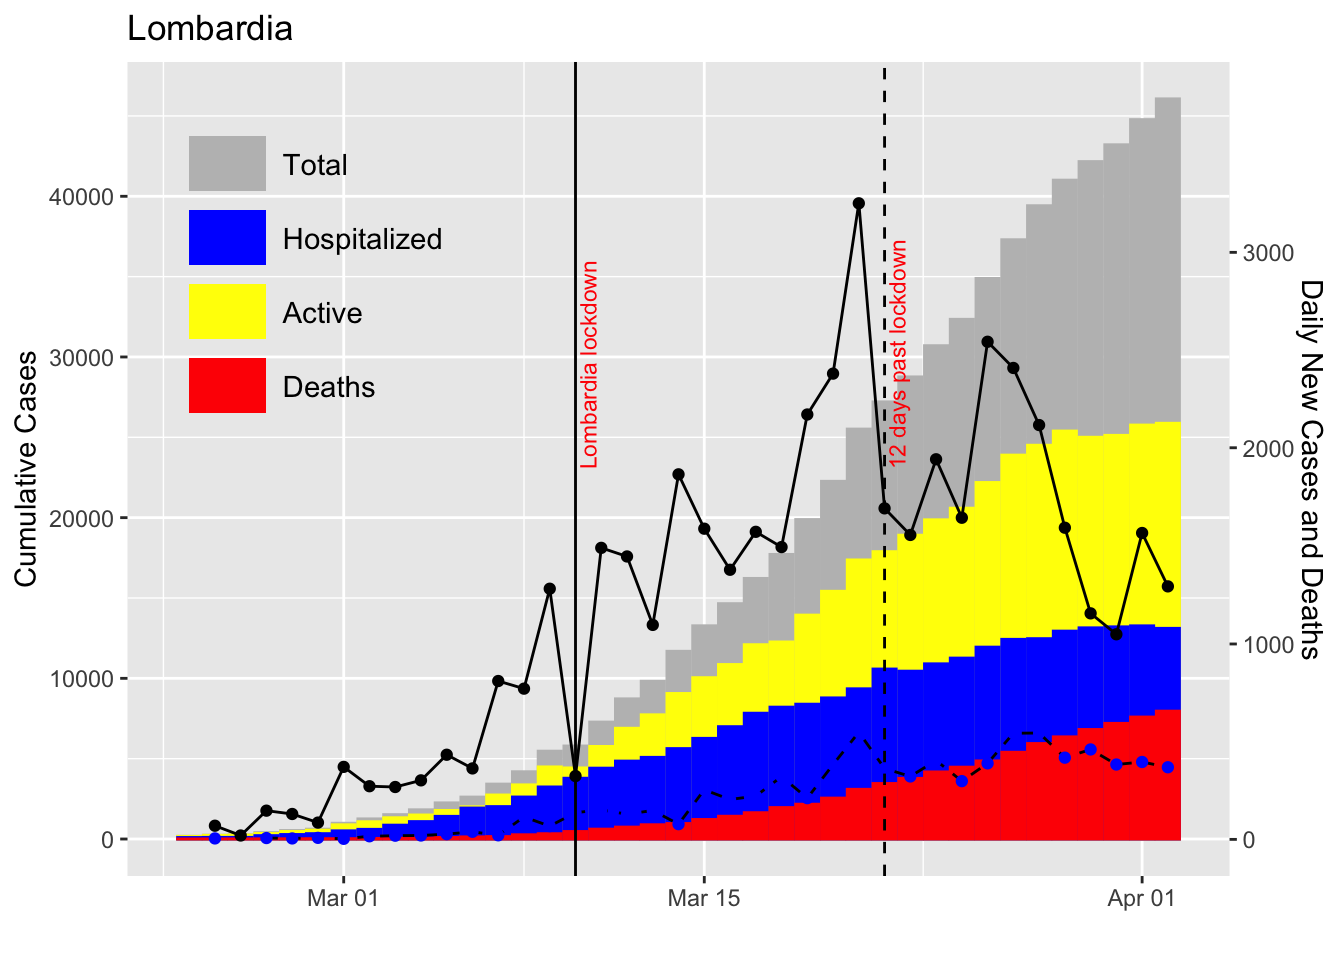 Lombardia
Total
Hospitalized
Active
Deaths
Cumulative Cases
40000
30000
20000
10000
0
Lombardia lockdown
12 days past lockdown
3000
2000
1000
0
Daily New Cases and Deaths
Mar 01
Mar 15
Apr 01